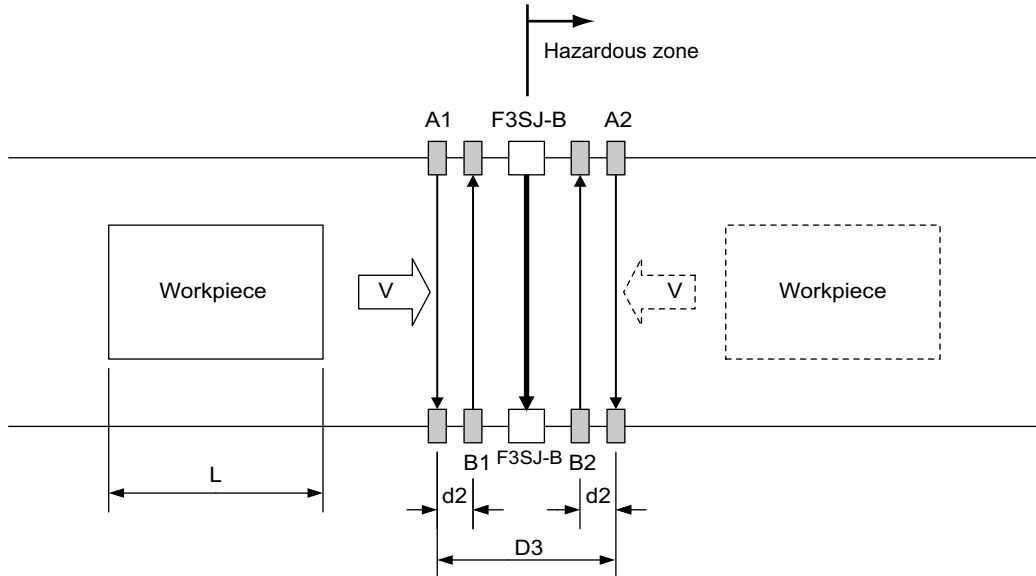 Hazardous zone
A1
F3SJ-B
A2
Workpiece
V
V
Workpiece
B1
F3SJ-B
B2
L
d2
d2
D3